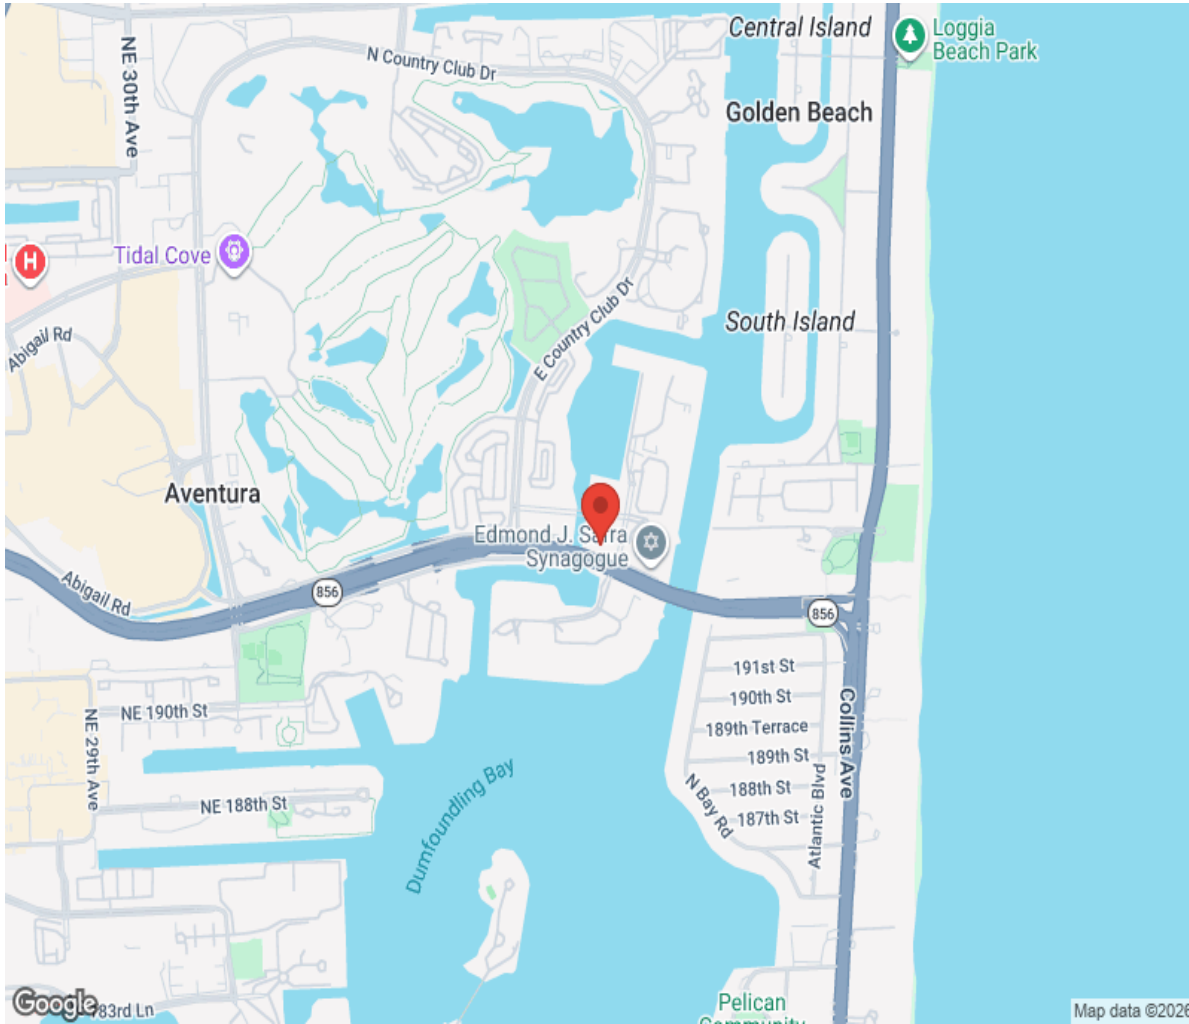 Central Island
Loggia
Beach Park
N Country Club Dr
NE 30th Ave
Golden Beach
Tidal Cove
H
E Country Club Dr
South Island
Abigail Rd
Aventura
Edmond J. Safra
Synagogue
Abigail Rd
856
856
191st St
190th St
189th Terrace
189th St
188th St
187th St
NE 190th St
NE 29th Ave
NE 188th St
Collins Ave
Atlantic Blvd
N Bay Rd
Dumfoundling Bay
Pelican
Community
Google
183rd Ln
Map data ©2026